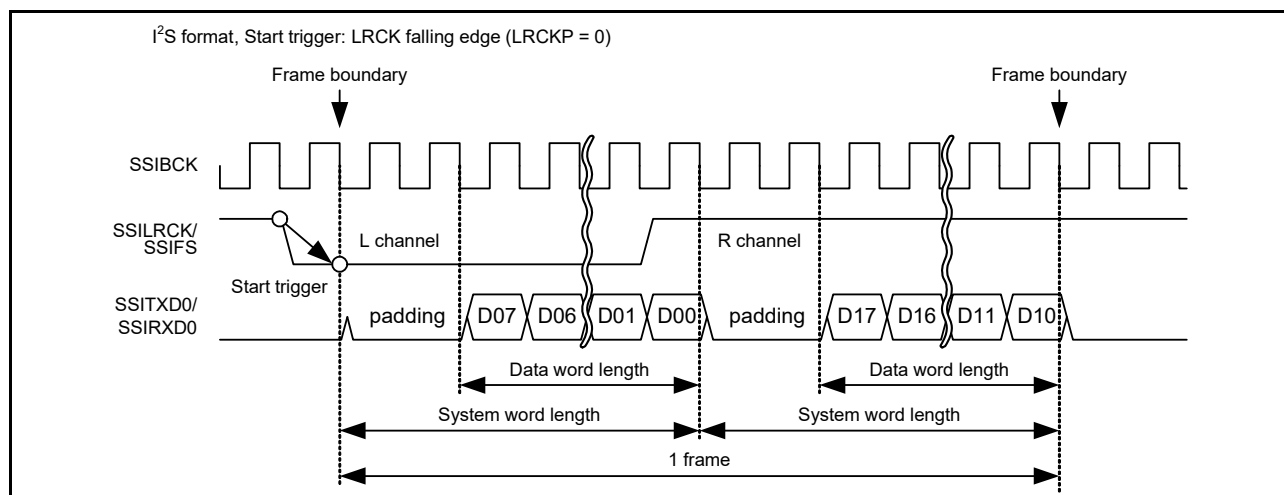 I²S format, Start trigger: LRCK falling edge (LRCKP = 0)
Frame boundary Frame boundary
SSIBCK
SSILRCK/
SSIFS
L channel R channel
Start trigger
SSITXD0/
SSIRXD0
padding D07 D06 D01 D00 padding D17 D16 D11 D10
Data word length Data word length
System word length System word length
1 frame